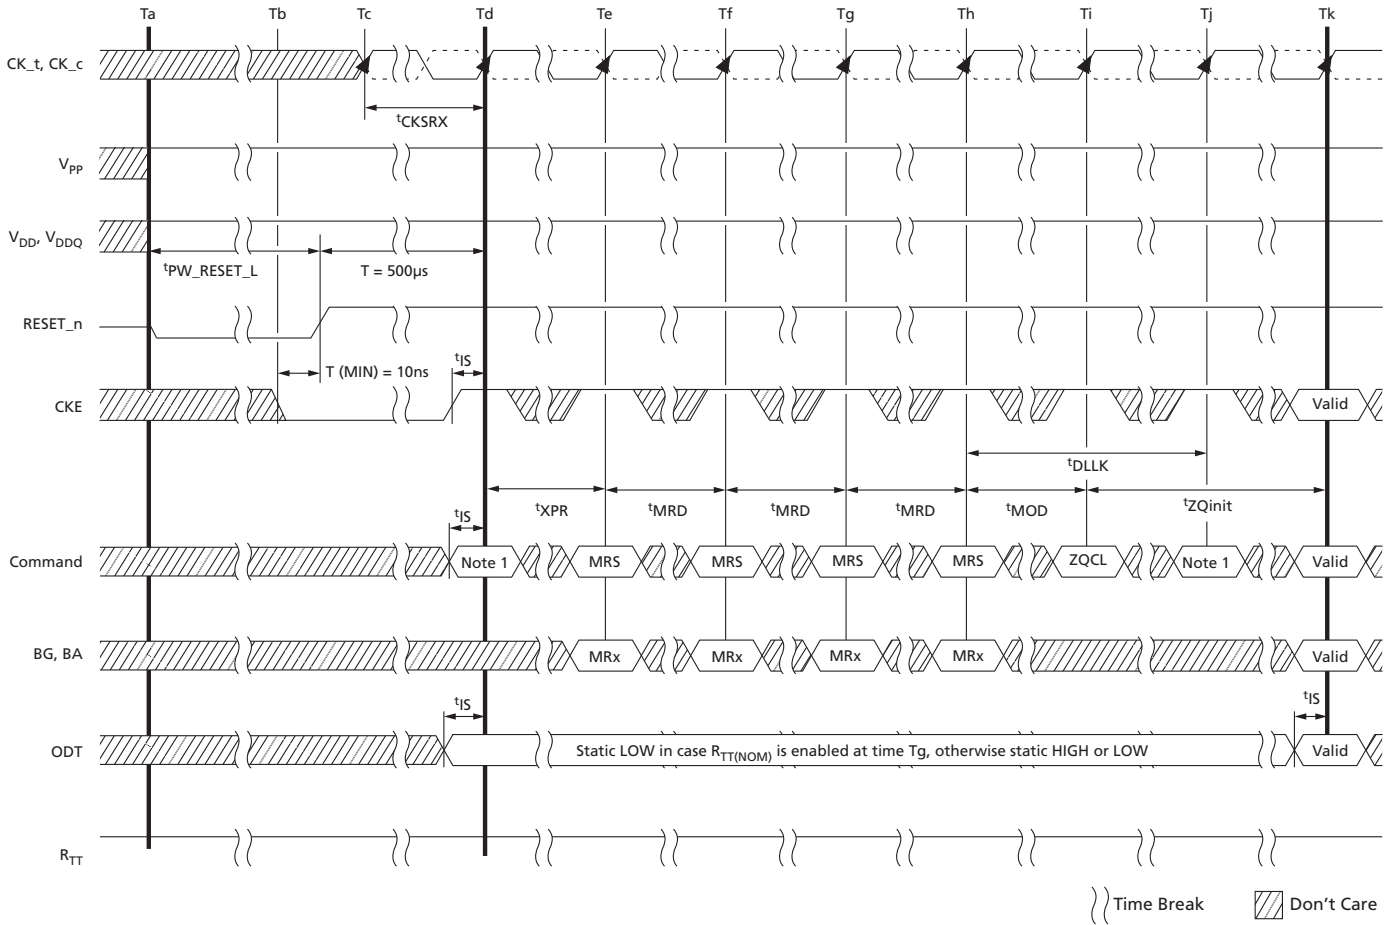 Ta Tb Tc Td Te Tf Tg Th Ti Tj Tk
CK_t, CK_c
tCKSRX
VPP
VDD, VDDQ
tPW_RESET_L T = 500µs
RESET_n
T (MIN) = 10ns tIS
CKE Valid
tDLLK
tXPR tMRD tMRD tMRD tMOD tZQinit
tIS
Command Note 1 MRS MRS MRS MRS ZQCL Note 1 Valid
BG, BA MRx MRx MRx MRx Valid
tIS tIS
ODT Static LOW in case RTT(NOM) is enabled at time Tg, otherwise static HIGH or LOW Valid
RTT
Time Break Don't Care